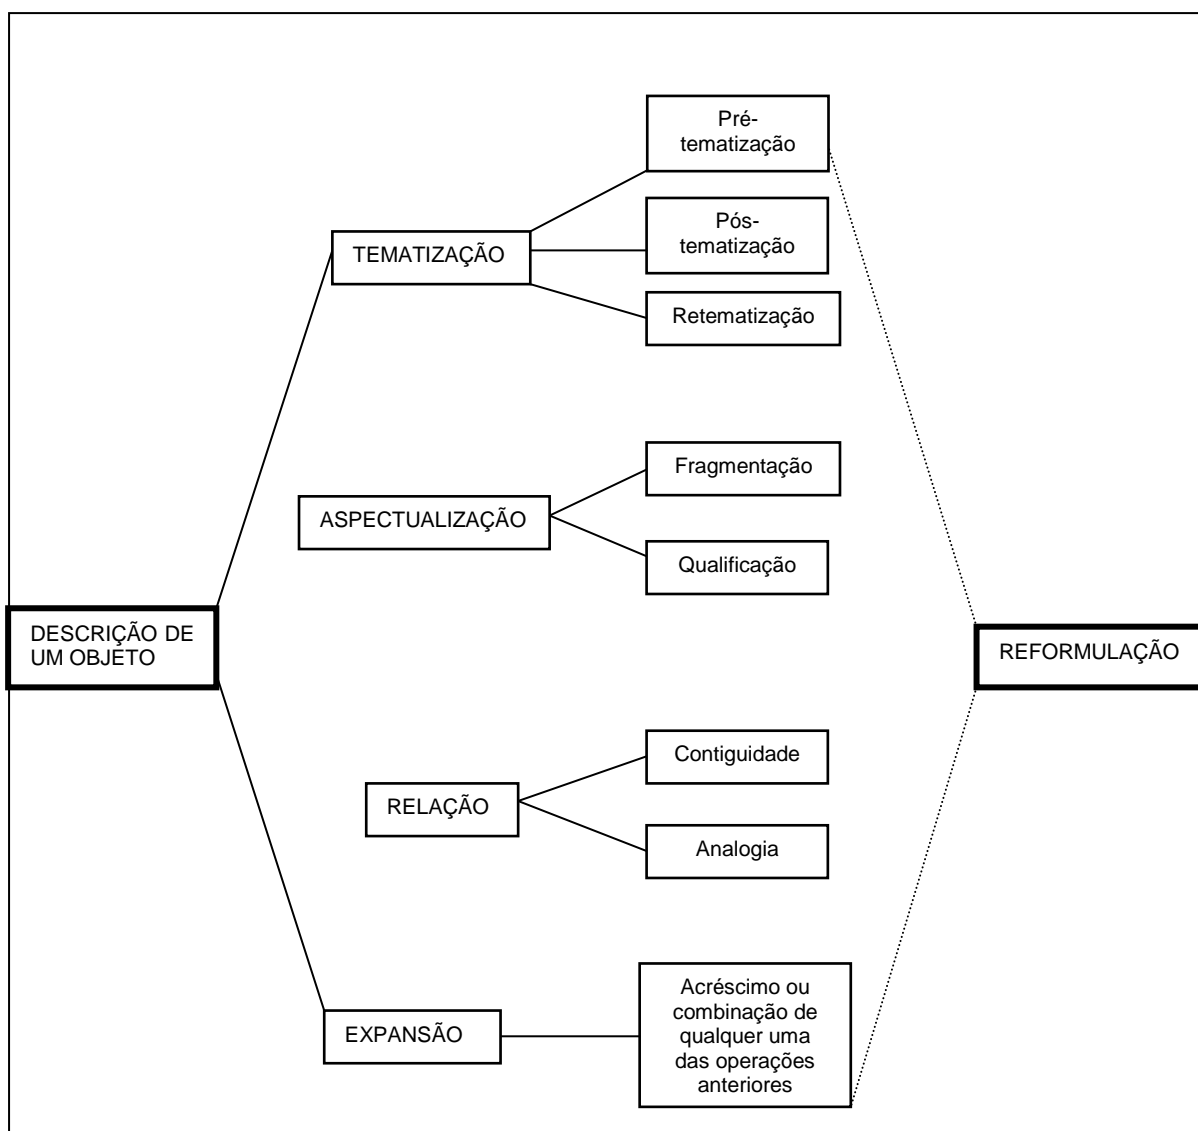 Pré-
tematização
TEMATIZAÇÃO
Pós-
tematização
Retematização
Fragmentação
ASPECTUALIZAÇÃO
Qualificação
DESCRIÇÃO DE
UM OBJETO
REFORMULAÇÃO
Contiguidade
RELAÇÃO
Analogia
EXPANSÃO
Acréscimo ou
combinação de
qualquer uma
das operações
anteriores